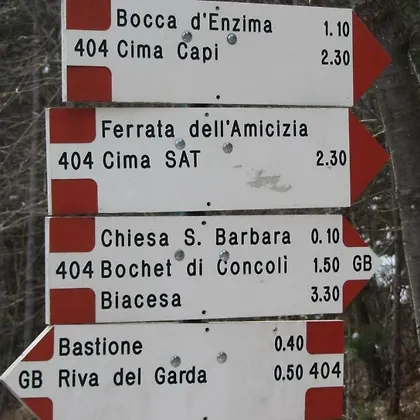 Bocca d'Enzima 1.10
404 Cima Capi 2.30
Ferrata dell'Amicizia
404 Cima SAT 2.30
Chiesa S. Barbara 0.10
404 Bochet di Concolì 1.50 GB
Biacesa 3.30
Bastione 0.40
GB Riva del Garda 0.50 404